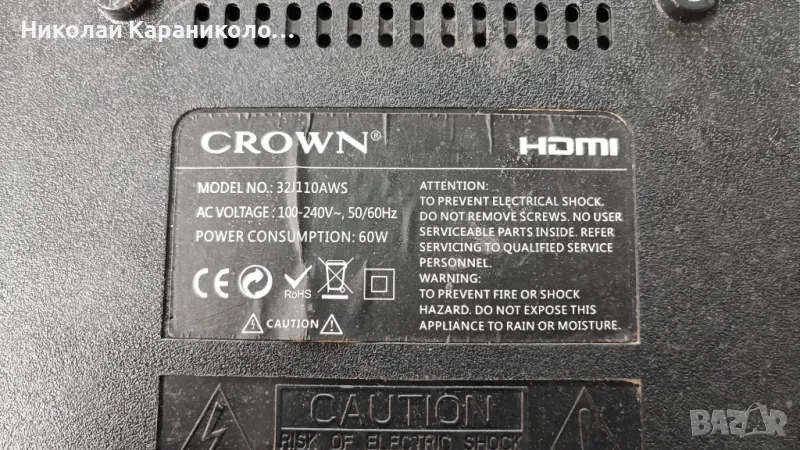 Николай Караниколо...
CROWN®
HDMI
MODEL NO.: 32J110AWS
AC VOLTAGE : 100-240V~, 50/60Hz
POWER CONSUMPTION: 60W
CE
RoHS
CAUTION
ATTENTION:
TO PREVENT ELECTRICAL SHOCK.
DO NOT REMOVE SCREWS. NO USER
SERVICEABLE PARTS INSIDE. REFER
SERVICING TO QUALIFIED SERVICE
PERSONNEL.
WARNING:
TO PREVENT FIRE OR SHOCK
HAZARD. DO NOT EXPOSE THIS
APPLIANCE TO RAIN OR MOISTURE.
CAUTION
RISK OF ELECTRIC SHOCK
BAZAR